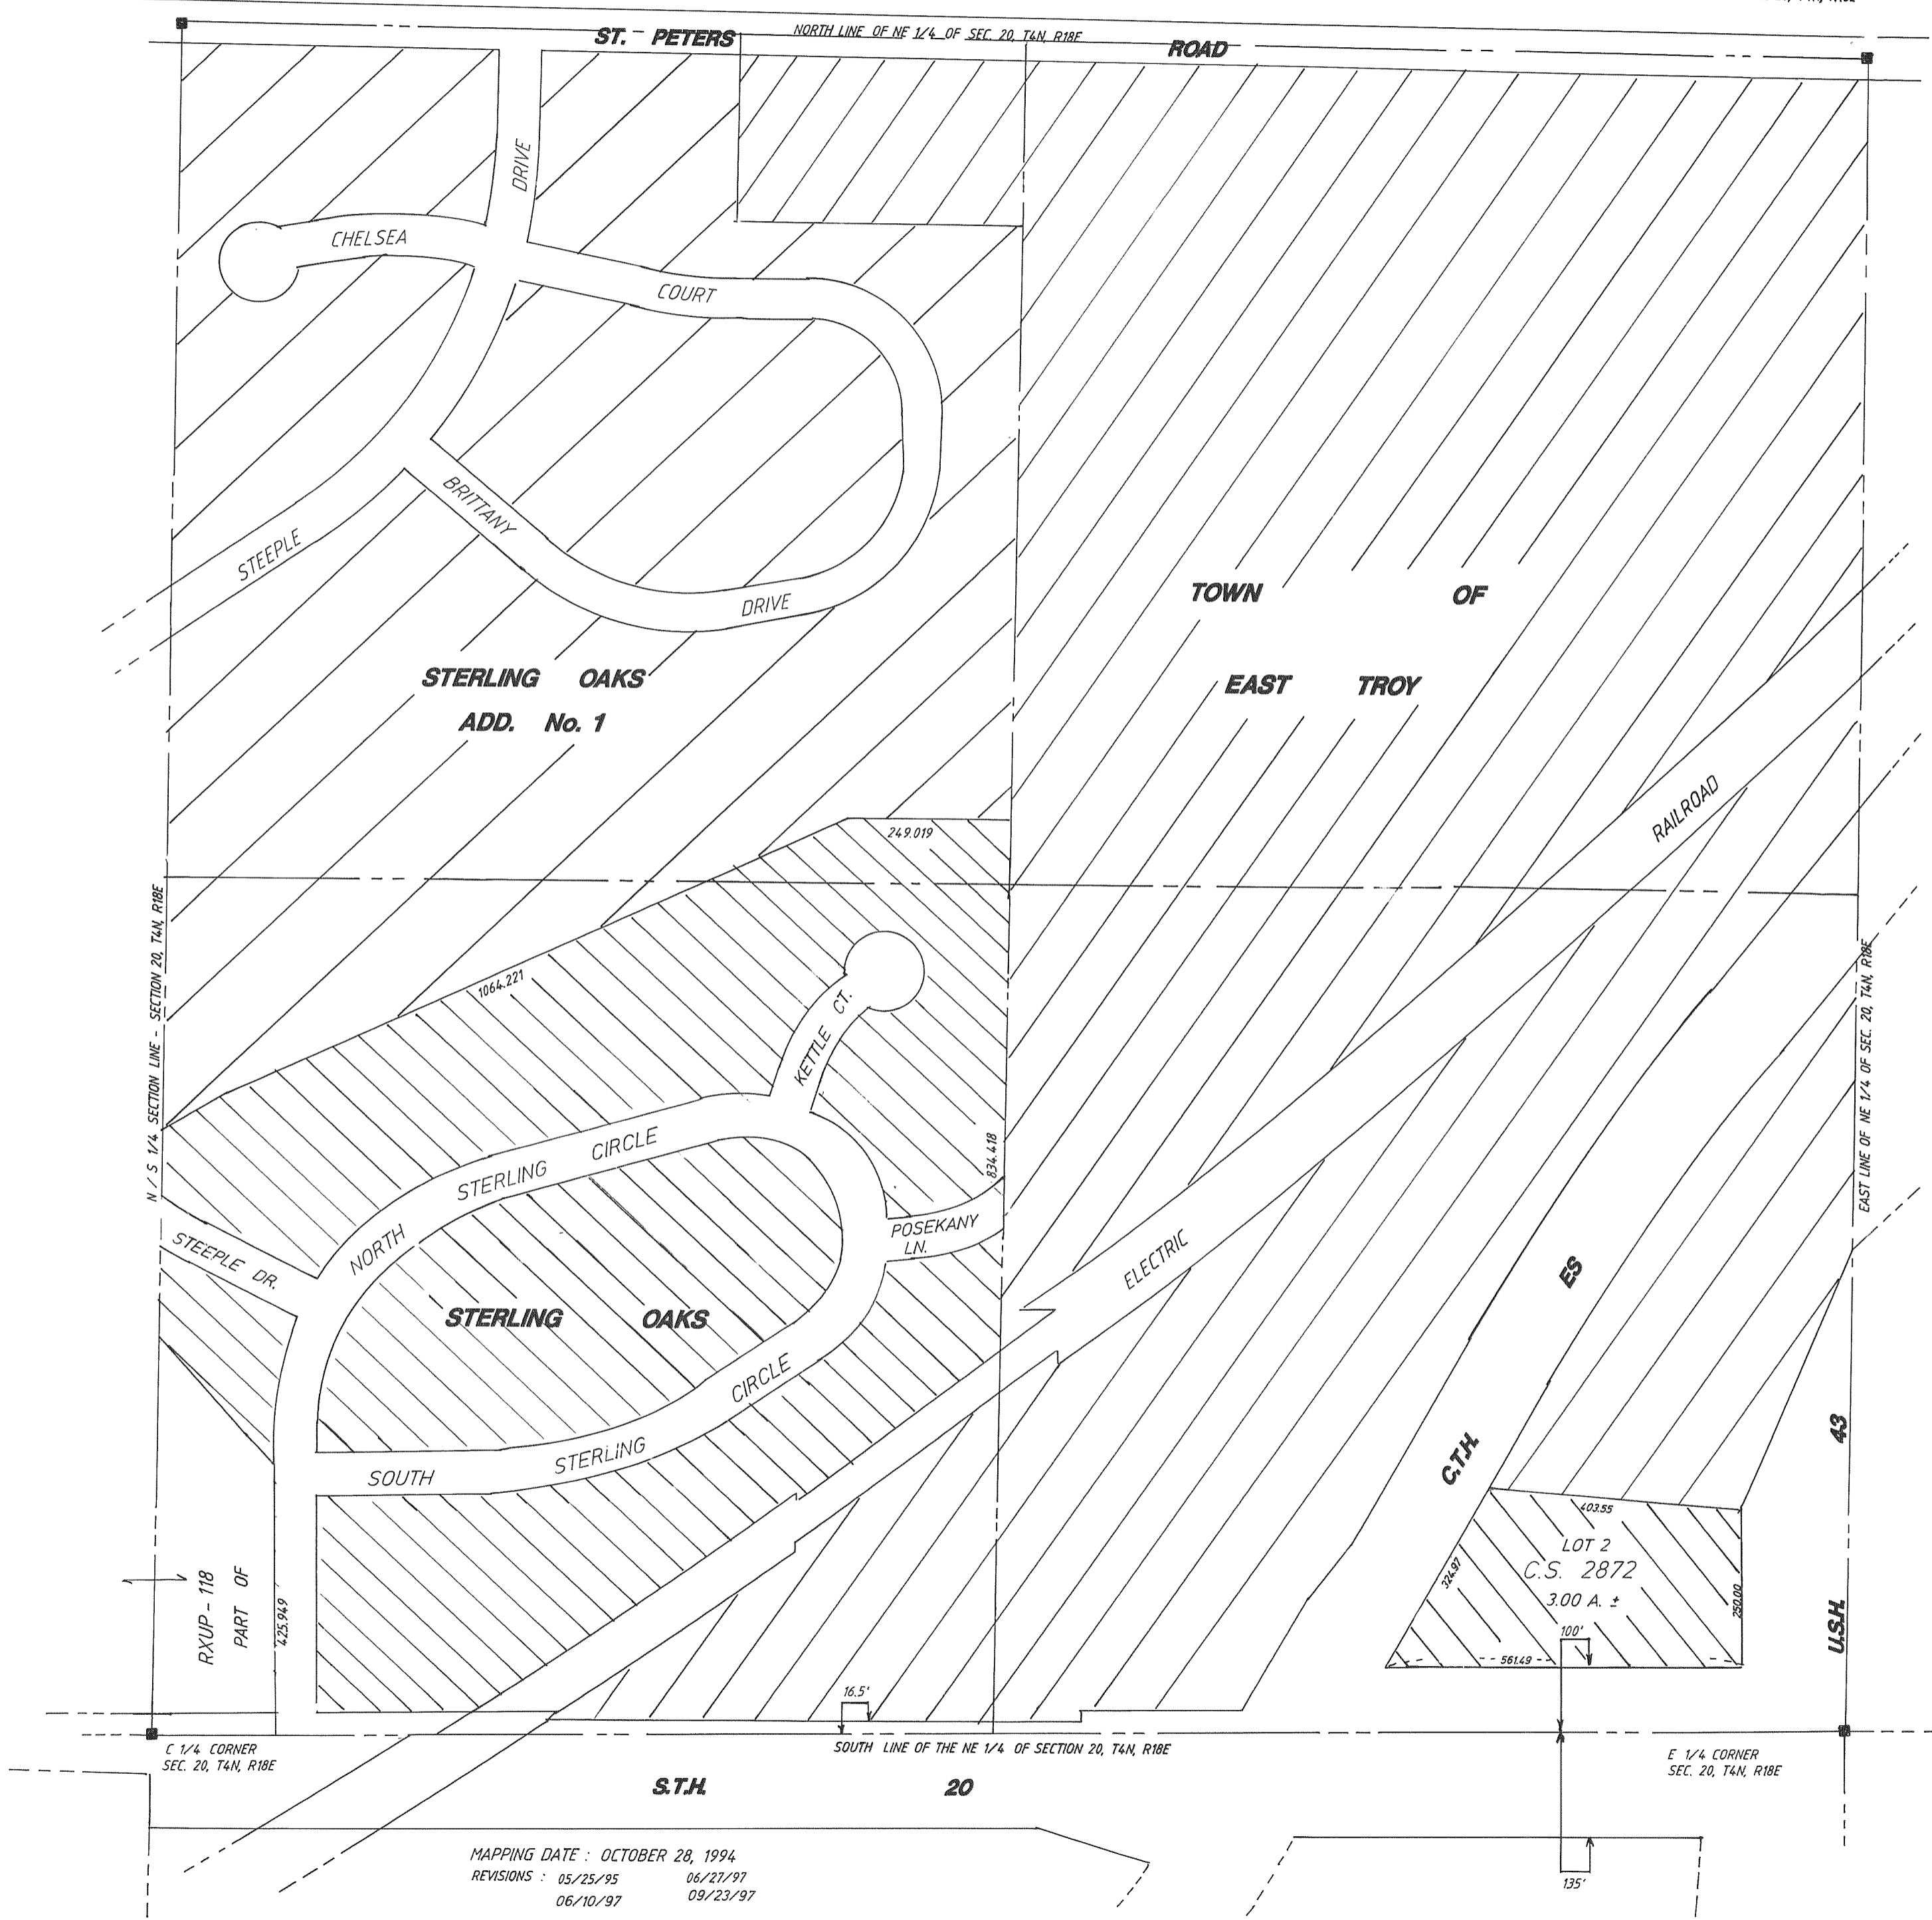 ST. PETERS ROAD
NORTH LINE OF NE 1/4 OF SEC. 20, T4N, R18E
DRIVE
CHELSEA
COURT
BRITTANY
STEEPLE
DRIVE
TOWN OF
EAST TROY
STERLING OAKS
ADD. No. 1
RAILROAD
249.019
N / S 1/4 SECTION LINE - SECTION 20, T4N, R18E
EAST LINE OF NE 1/4 OF SEC. 20, T4N, R18E
1064.221
KETTLE CT.
834.418
NORTH STERLING CIRCLE
POSEKANY
LN.
STEEPLE DR.
ELECTRIC
STERLING OAKS
C.T.H. ES
SOUTH STERLING CIRCLE
U.S.H. 43
403.55
LOT 2
C.S. 2872
3.00 A. ±
324.97
250.00
100'
561.49
RXUP - 118
PART OF
425.949
16.5'
C 1/4 CORNER
SEC. 20, T4N, R18E
SOUTH LINE OF THE NE 1/4 OF SECTION 20, T4N, R18E
E 1/4 CORNER
SEC. 20, T4N, R18E
S.T.H. 20
MAPPING DATE : OCTOBER 28, 1994
REVISIONS : 05/25/95 06/27/97
06/10/97 09/23/97
135'